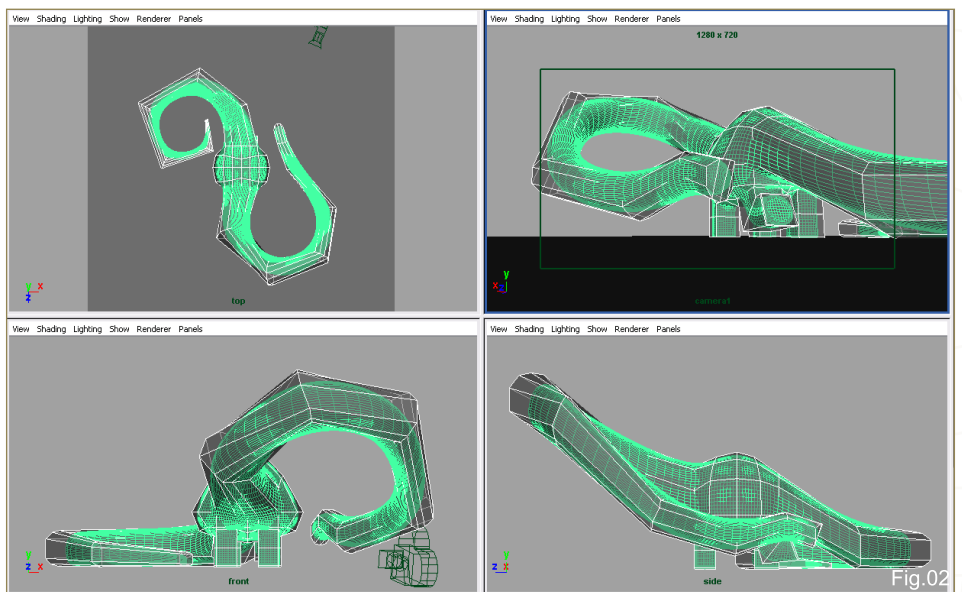 View Shading Lighting Show Renderer Panels
View Shading Lighting Show Renderer Panels
1280 x 720
y x
z
top
y
x z
camera1
View Shading Lighting Show Renderer Panels
View Shading Lighting Show Renderer Panels
y
z x
front
y
z x
side
Fig.02